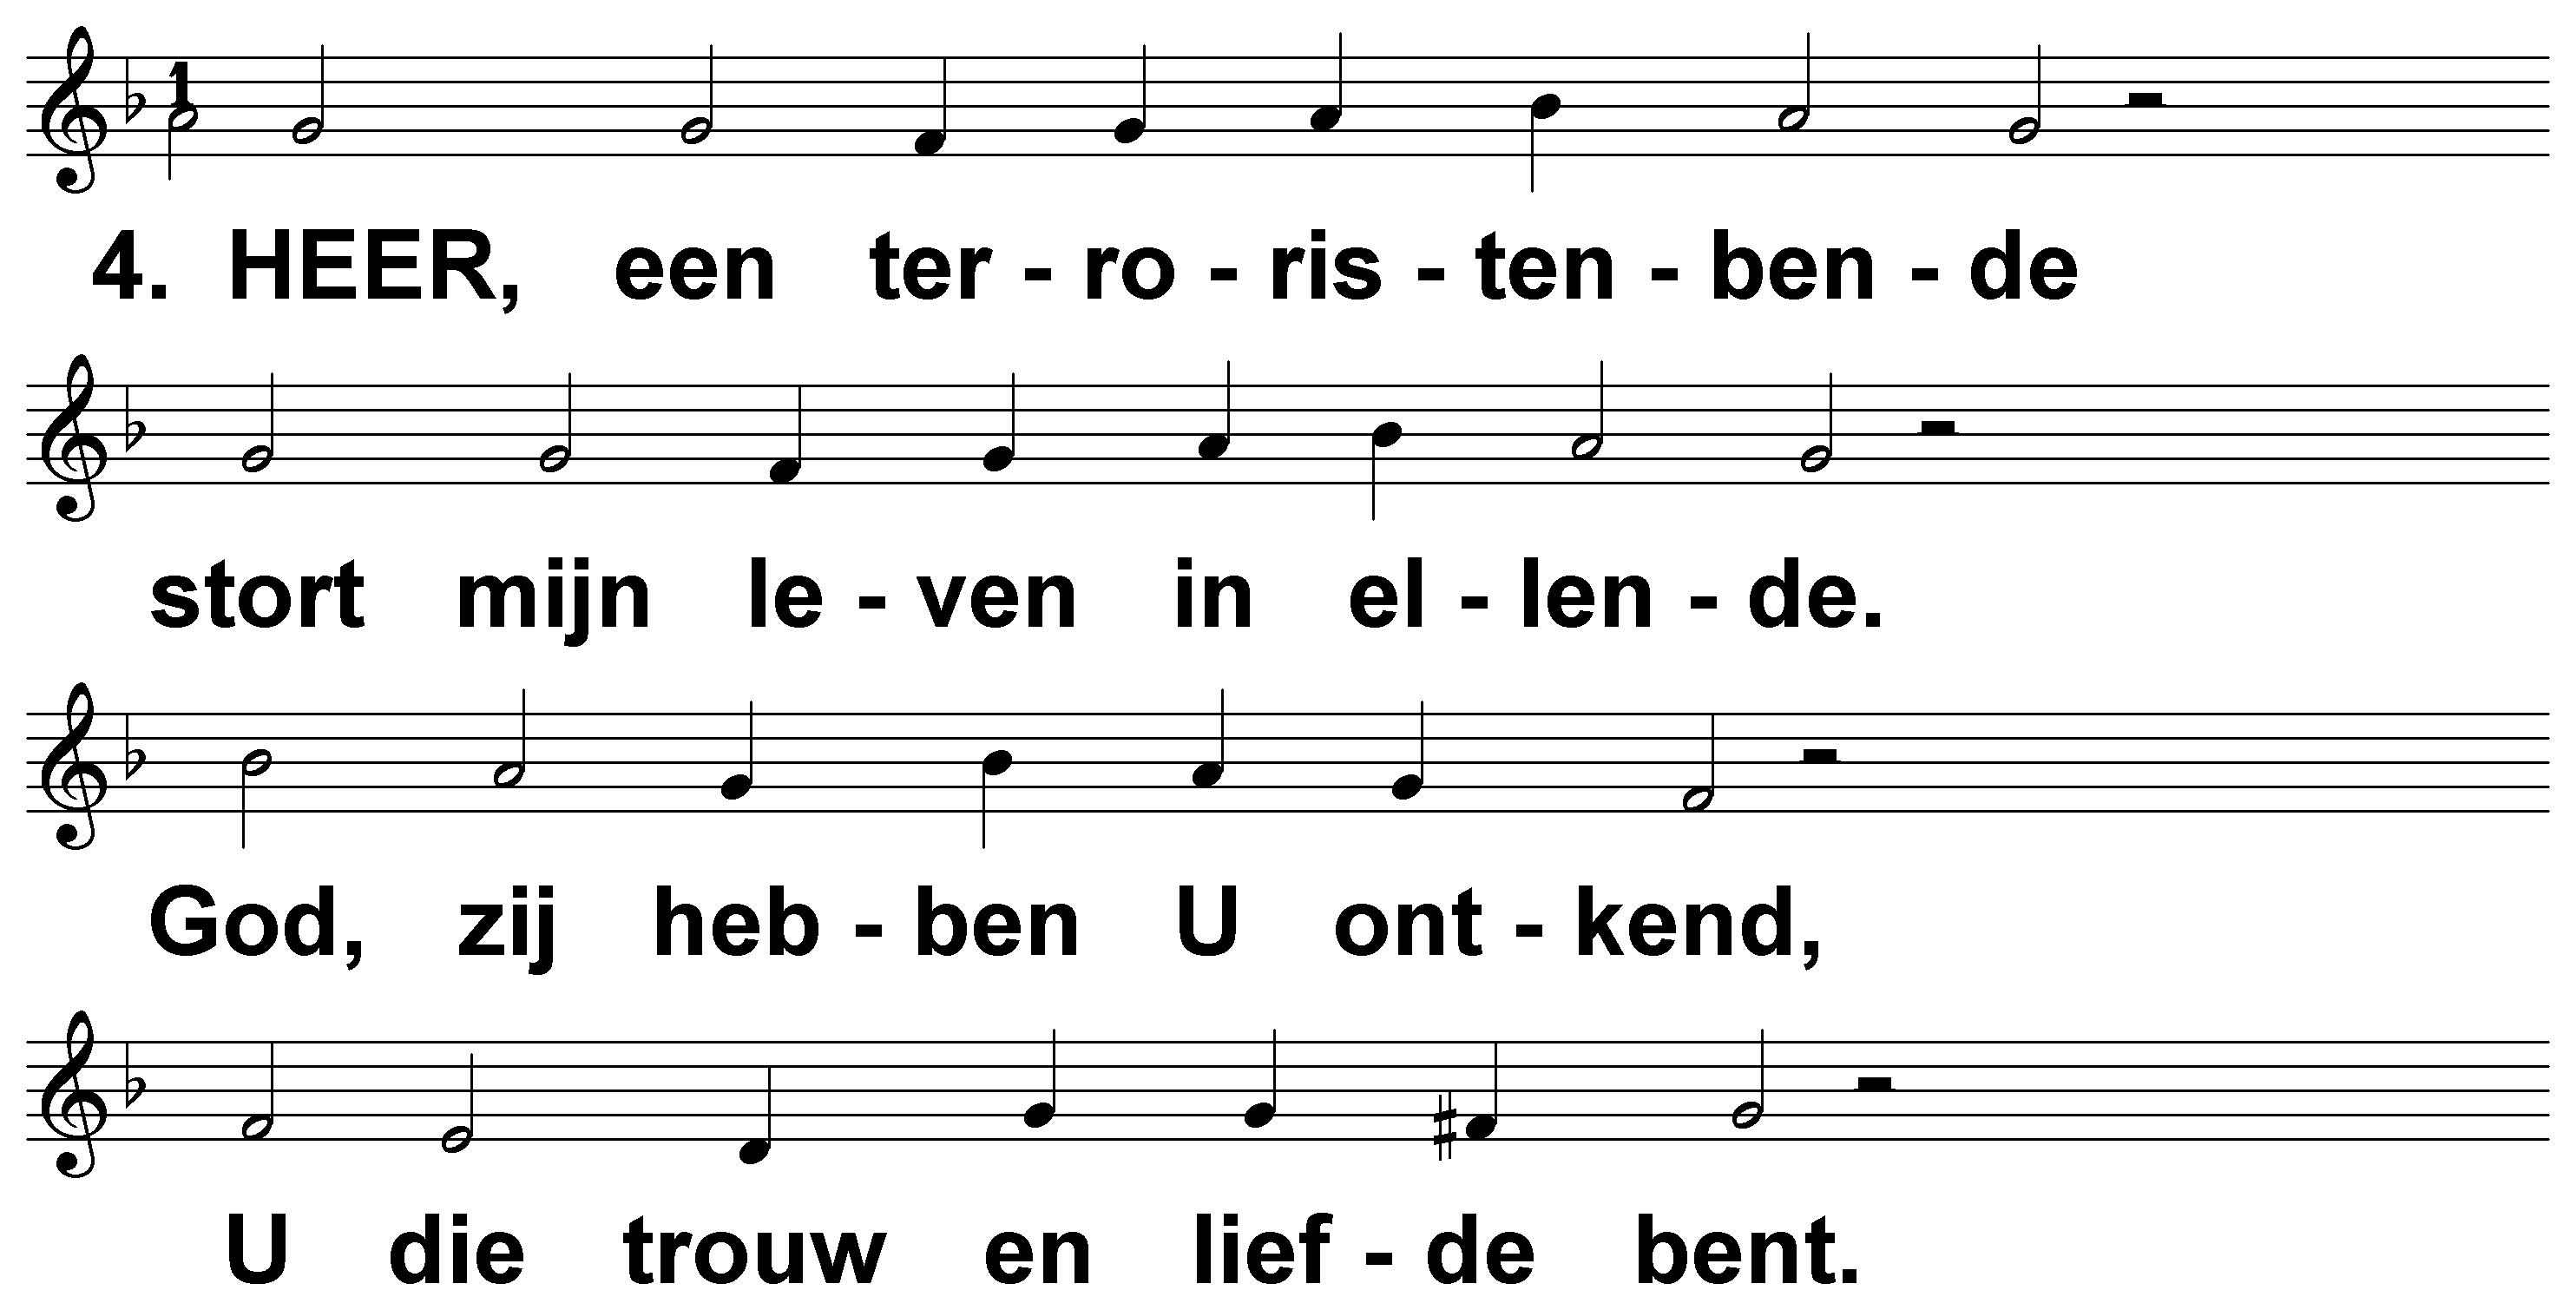 1
4. HEER, een ter - ro - ris - ten - ben - de
stort mijn le - ven in el - len - de.
God, zij heb - ben U ont - kend,
U die trouw en lief - de bent.